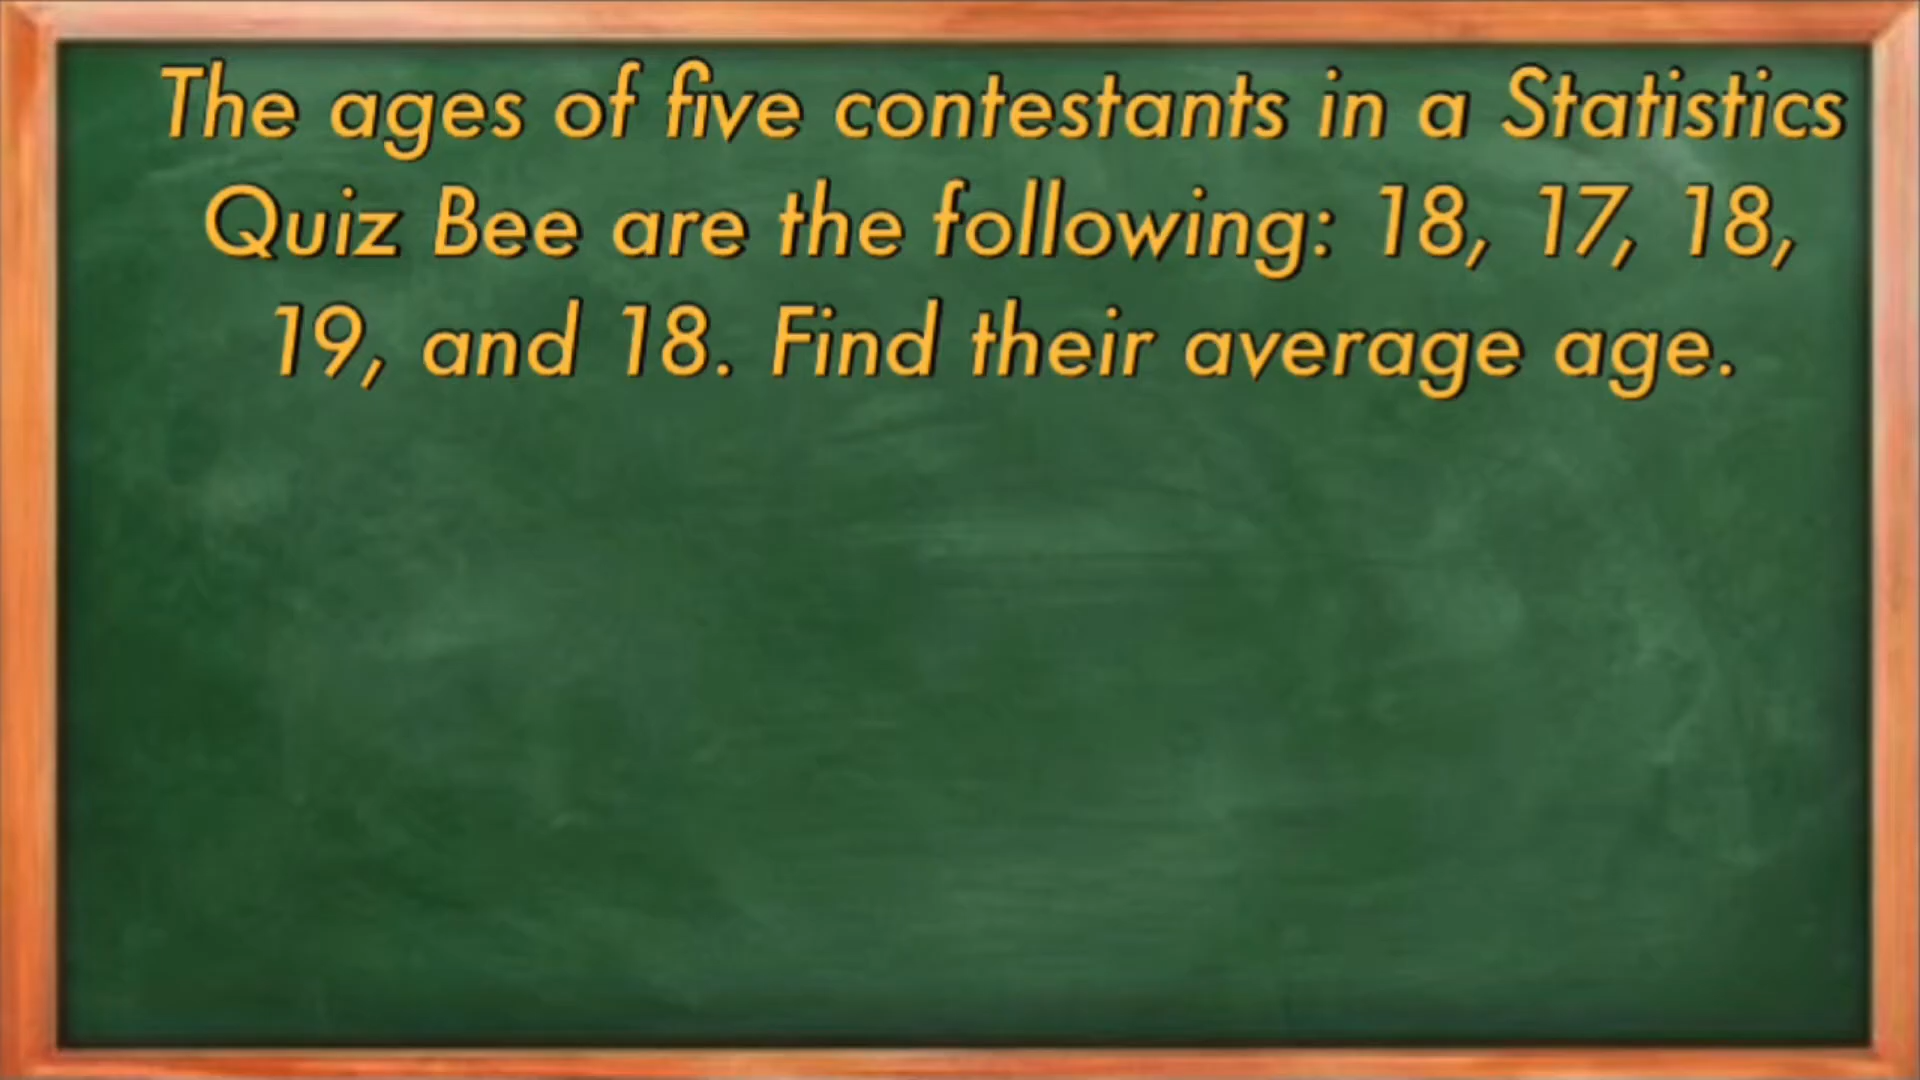 The ages of five contestants in a Statistics
Quiz Bee are the following: 18, 17, 18,
19, and 18. Find their average age.